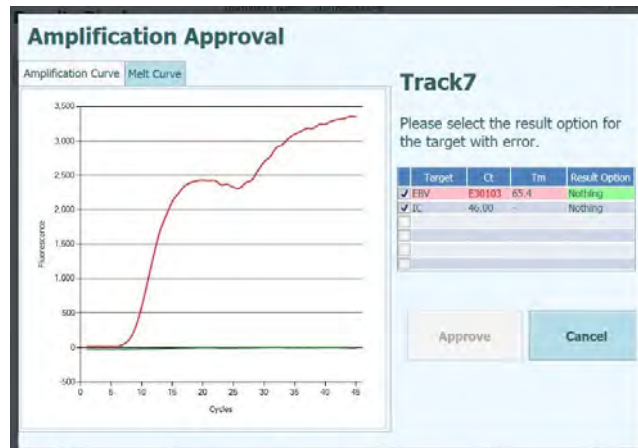 Amplification Approval
Amplification Curve Melt Curve
Track7
Please select the result option for
the target with error.
Target Ct Tm Result Option
EBV E30103 65.4 Nothing
IC 46.00 - Nothing
Approve Cancel
3,500
3,000
2,500
2,000
1,500
1,000
500
0
-500
Fluorescence
0 5 10 15 20 25 30 35 40 45
Cycles